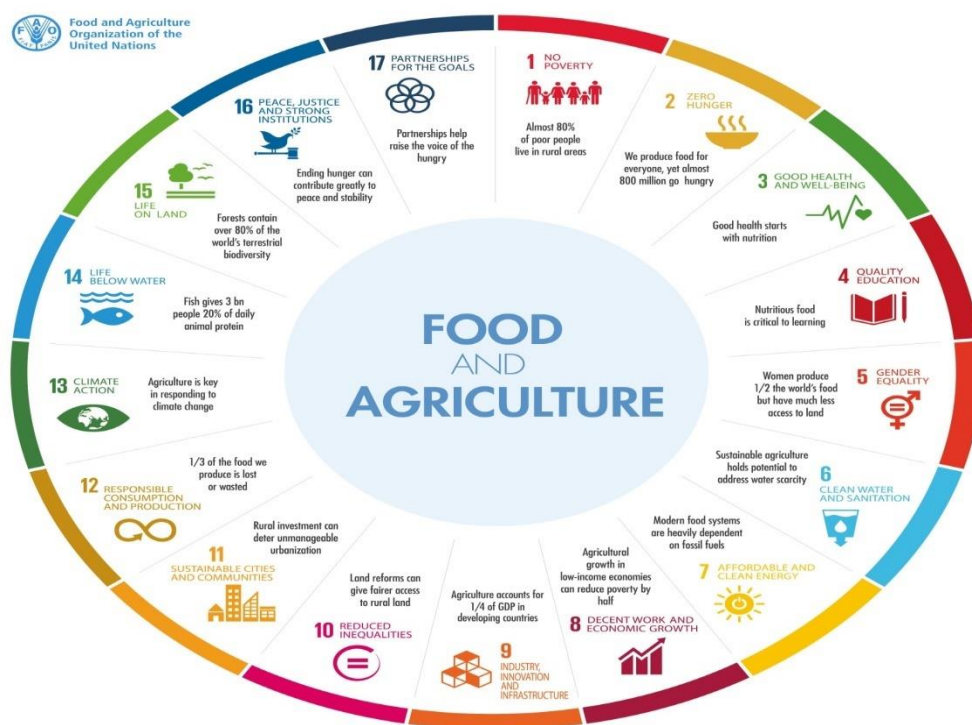 Food and Agriculture
Organization of the
United Nations
F A O
FIAT PANIS
FOOD
AND
AGRICULTURE
1 NO
POVERTY
Almost 80%
of poor people
live in rural areas
2 ZERO
HUNGER
We produce food for
everyone, yet almost
800 million go hungry
3 GOOD HEALTH
AND WELL-BEING
Good health starts
with nutrition
4 QUALITY
EDUCATION
Nutritious food
is critical to learning
5 GENDER
EQUALITY
Women produce
1/2 the world's food
but have much less
access to land
6 CLEAN WATER
AND SANITATION
Sustainable agriculture
holds potential to
address water scarcity
7 AFFORDABLE AND
CLEAN ENERGY
Modern food systems
are heavily dependent
on fossil fuels
8 DECENT WORK AND
ECONOMIC GROWTH
Agricultural
growth in
low-income economies
can reduce poverty by
half
9
INDUSTRY,
INNOVATION
AND
INFRASTRUCTURE
Agriculture accounts for
1/4 of GDP in
developing countries
10 REDUCED
INEQUALITIES
Land reforms can
give fairer access
to rural land
11
SUSTAINABLE CITIES
AND COMMUNITIES
Rural investment can
deter unmanageable
urbanization
12 RESPONSIBLE
CONSUMPTION
AND PRODUCTION
1/3 of the food we
produce is lost
or wasted
13 CLIMATE
ACTION
Agriculture is key
in responding to
climate change
14 LIFE
BELOW WATER
Fish gives 3 bn
people 20% of daily
animal protein
15
LIFE
ON LAND
Forests contain
over 80% of the
world's terrestrial
biodiversity
16 PEACE, JUSTICE
AND STRONG
INSTITUTIONS
Ending hunger can
contribute greatly to
peace and stability
17 PARTNERSHIPS
FOR THE GOALS
Partnerships help
raise the voice of the
hungry